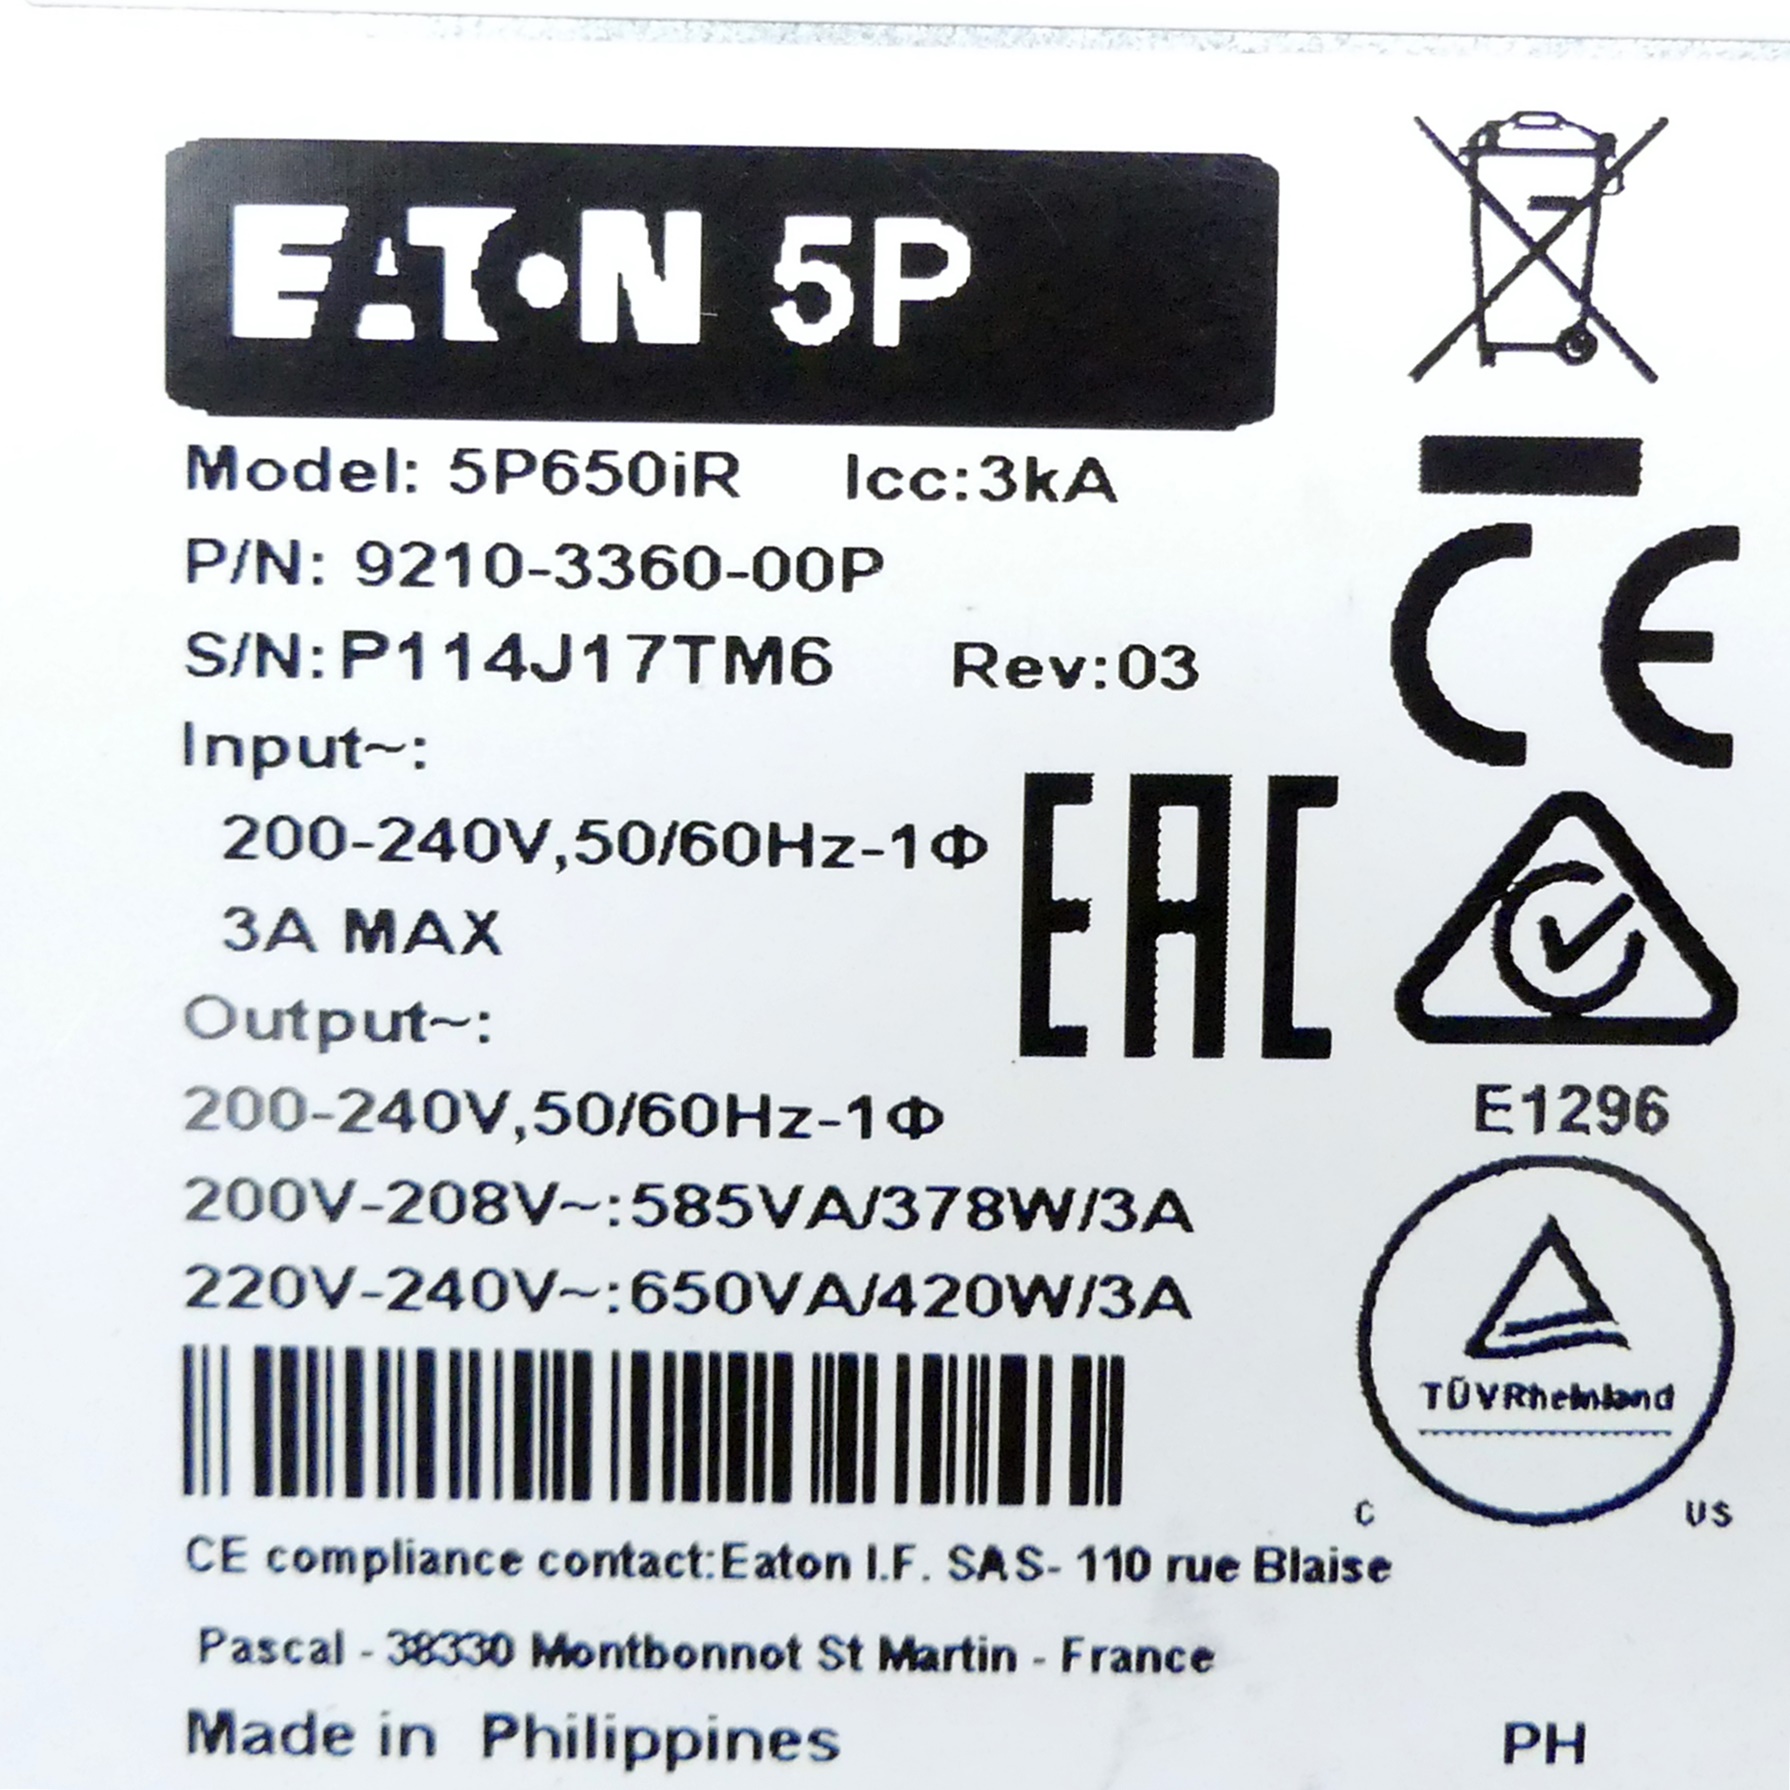 EATON 5P
Model: 5P650iR Icc:3kA
P/N: 9210-3360-00P
S/N: P114J17TM6 Rev:03
Input~:
200-240V,50/60Hz-1Φ
3A MAX
Output~:
200-240V,50/60Hz-1Φ
200V-208V~:585VA/378W/3A
220V-240V~:650VA/420W/3A
CE
EAC
E1296
TÜVRheinland
C US
CE compliance contact:Eaton I.F. SAS- 110 rue Blaise
Pascal - 38330 Montbonnot St Martin - France
Made in Philippines PH